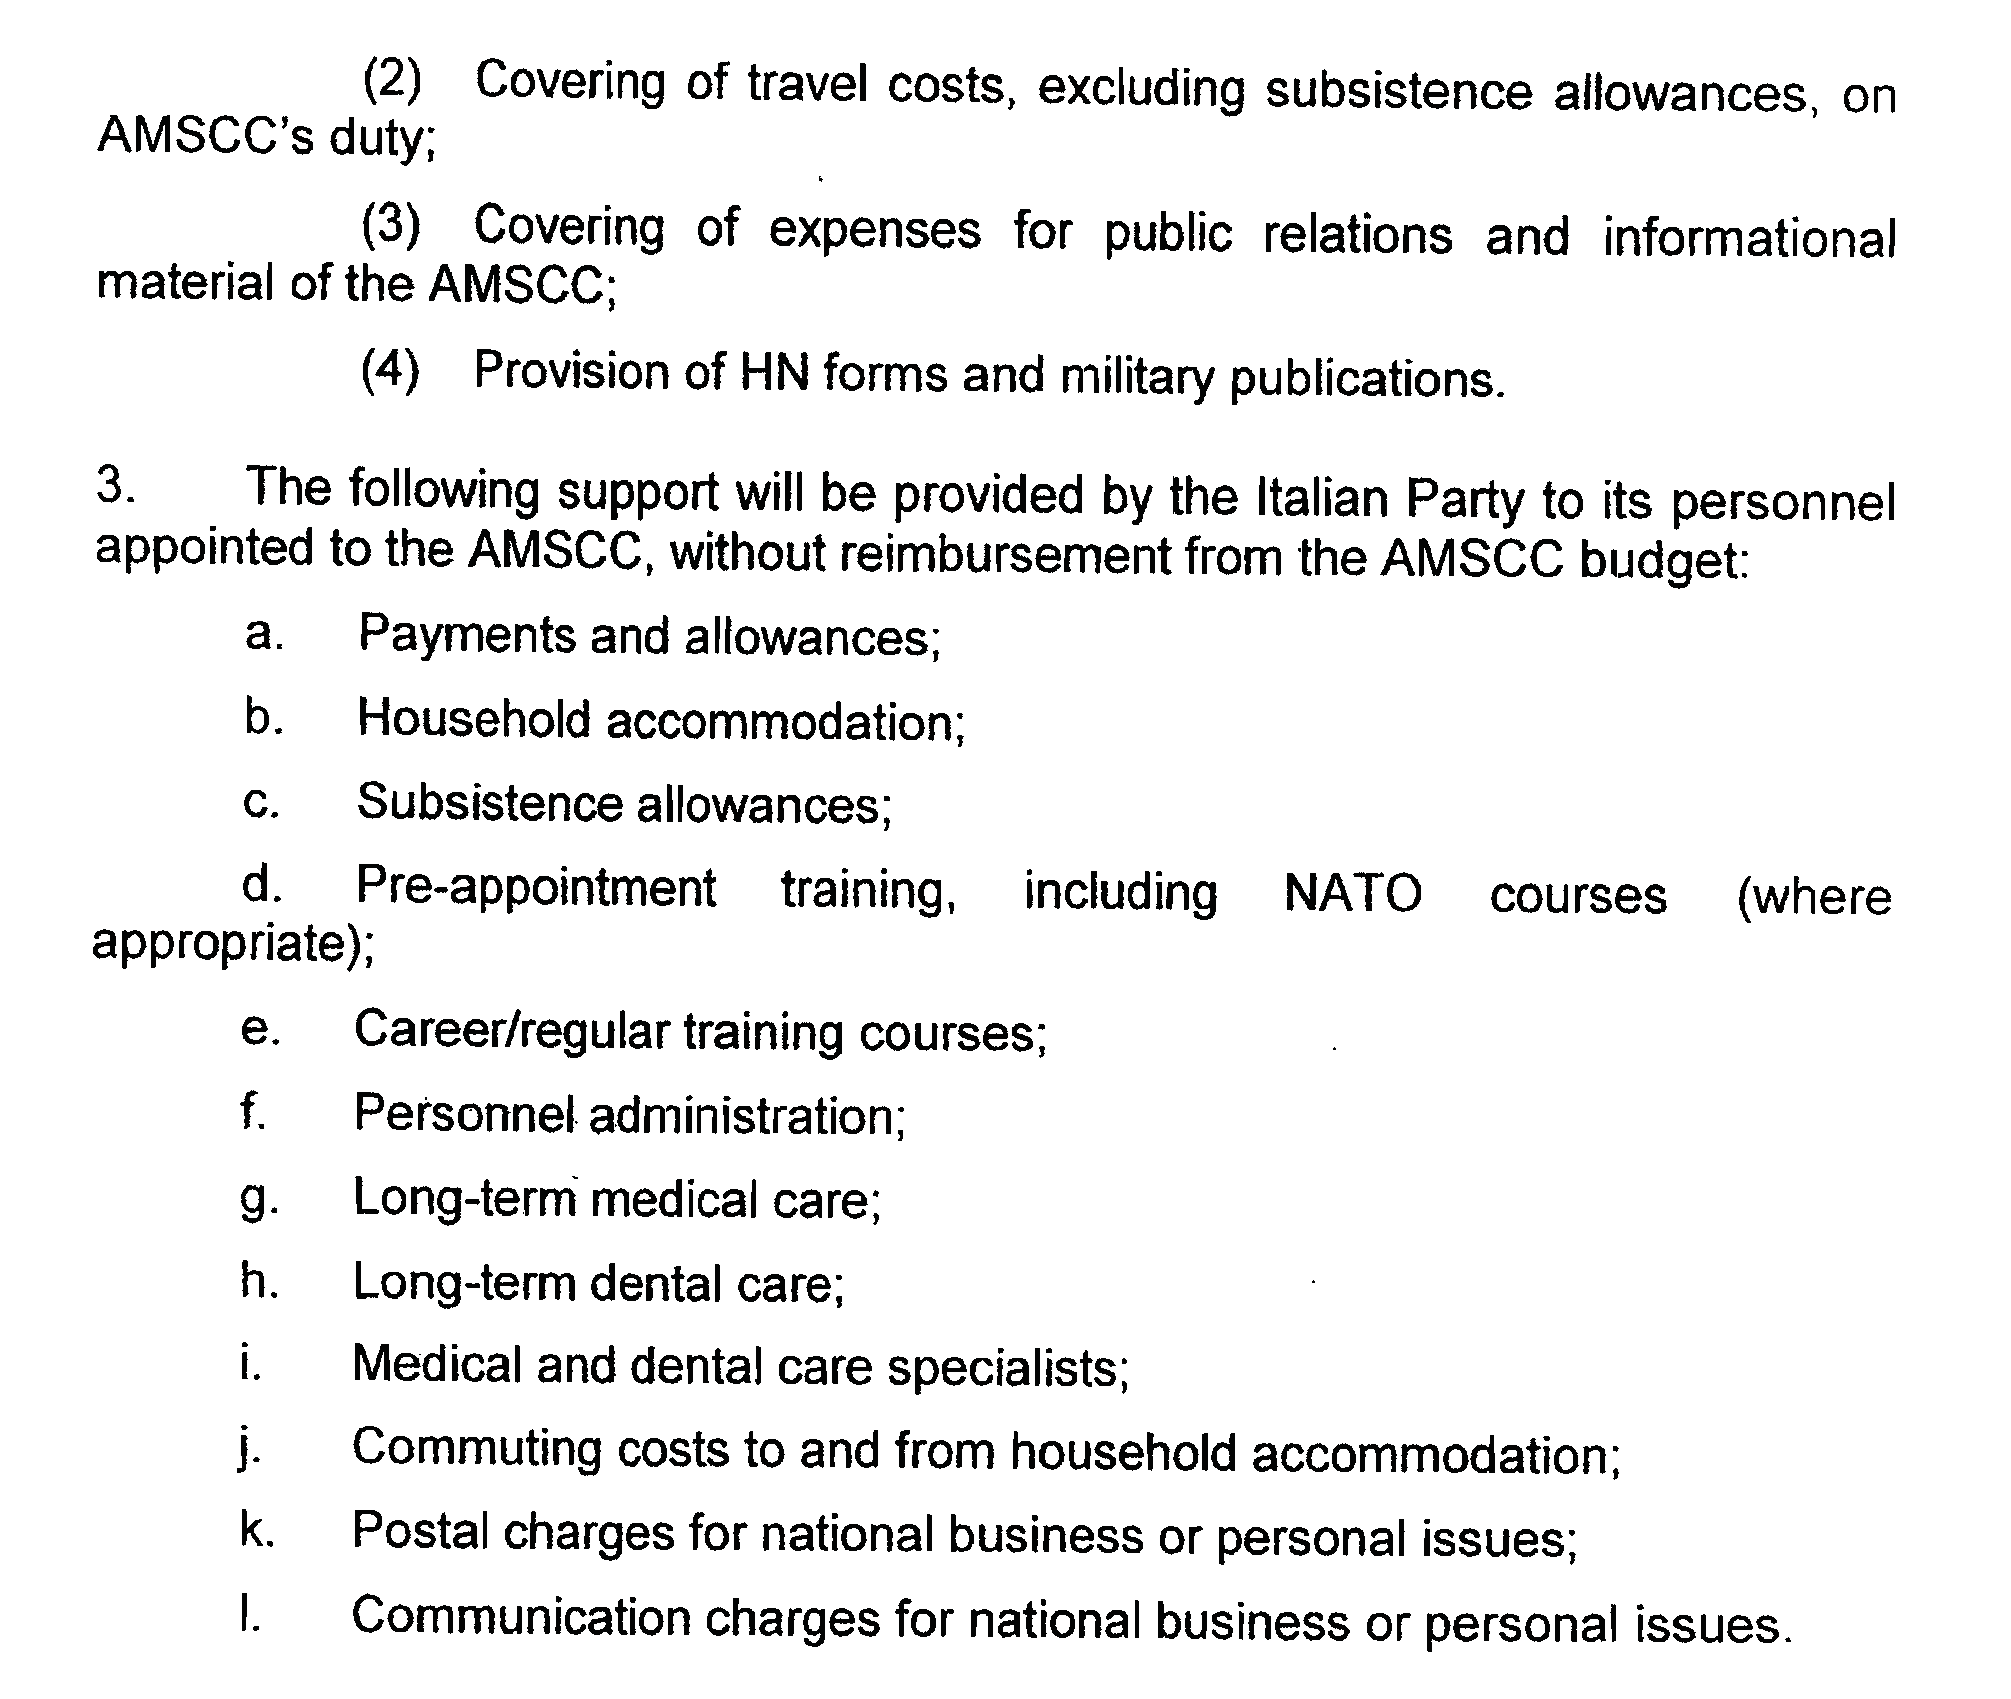 (2) Covering of travel costs, excluding subsistence allowances, on
AMSCC's duty;
(3) Covering of expenses for public relations and informational
material of the AMSCC;
(4) Provision of HN forms and military publications.
3. The following support will be provided by the Italian Party to its personnel
appointed to the AMSCC, without reimbursement from the AMSCC budget:
a. Payments and allowances;
b. Household accommodation;
c. Subsistence allowances;
d. Pre-appointment training, including NATO courses (where
appropriate);
e. Career/regular training courses;
f. Personnel administration;
g. Long-term medical care;
h. Long-term dental care;
i. Medical and dental care specialists;
j. Commuting costs to and from household accommodation;
k. Postal charges for national business or personal issues;
l. Communication charges for national business or personal issues.